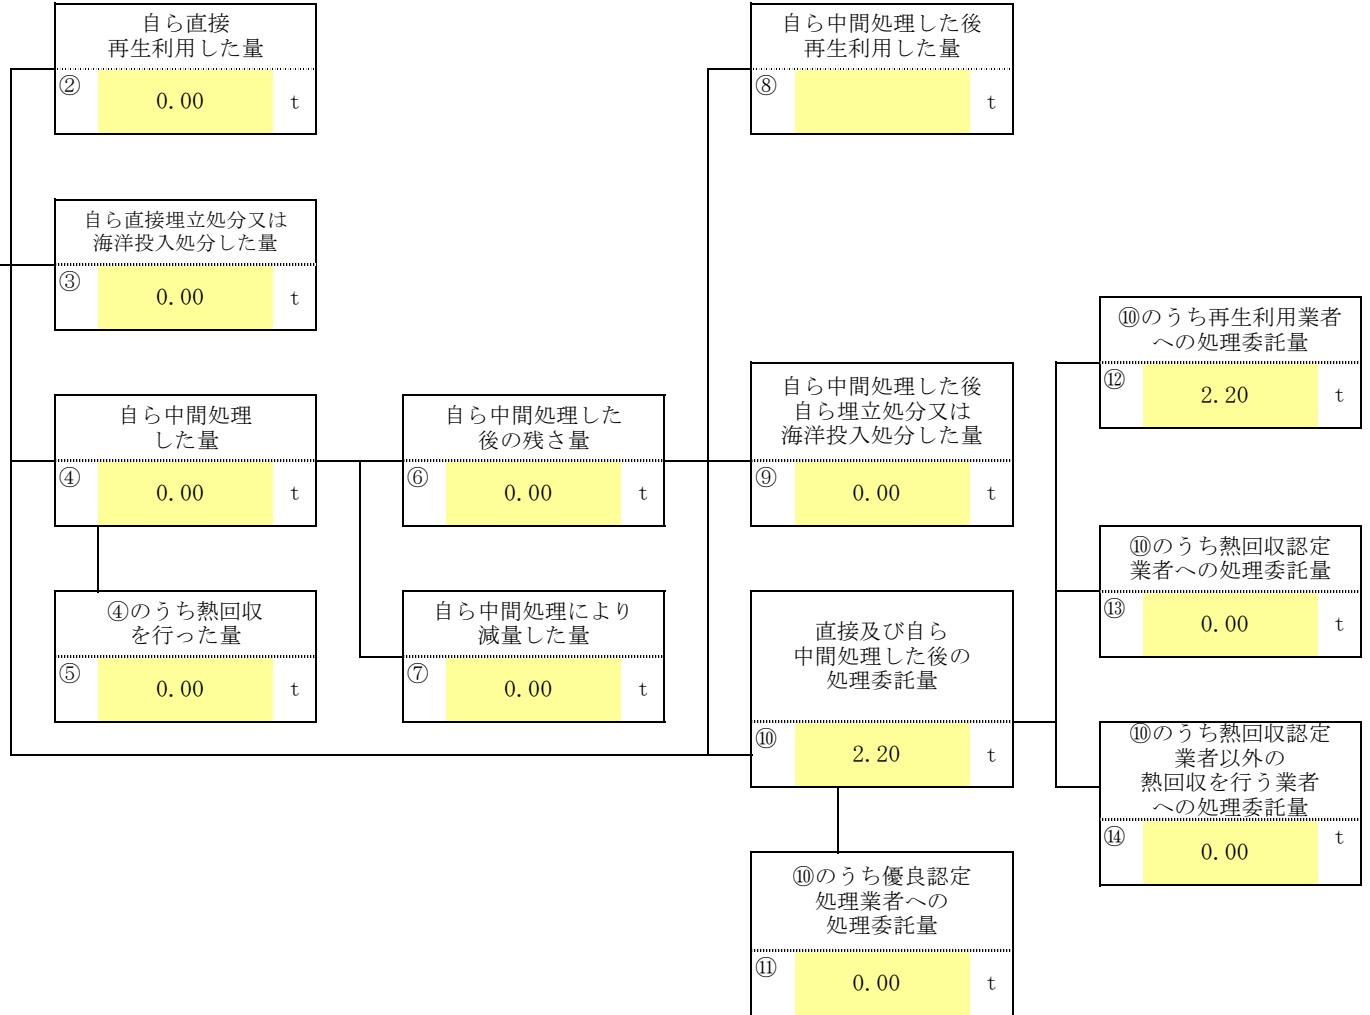 自ら直接
再生利用した量
② 0.00 t
自ら中間処理した後
再生利用した量
⑧ t
自ら直接埋立処分又は
海洋投入処分した量
③ 0.00 t
⑩のうち再生利用業者
への処理委託量
⑫ 2.20 t
自ら中間処理
した量
④ 0.00 t
自ら中間処理した
後の残さ量
⑥ 0.00 t
自ら中間処理した後
自ら埋立処分又は
海洋投入処分した量
⑨ 0.00 t
⑩のうち熱回収認定
業者への処理委託量
⑬ 0.00 t
④のうち熱回収
を行った量
⑤ 0.00 t
自ら中間処理により
減量した量
⑦ 0.00 t
直接及び自ら
中間処理した後の
処理委託量
⑩ 2.20 t
⑩のうち熱回収認定
業者以外の
熱回収を行う業者
への処理委託量
⑭ 0.00 t
⑩のうち優良認定
処理業者への
処理委託量
⑪ 0.00 t